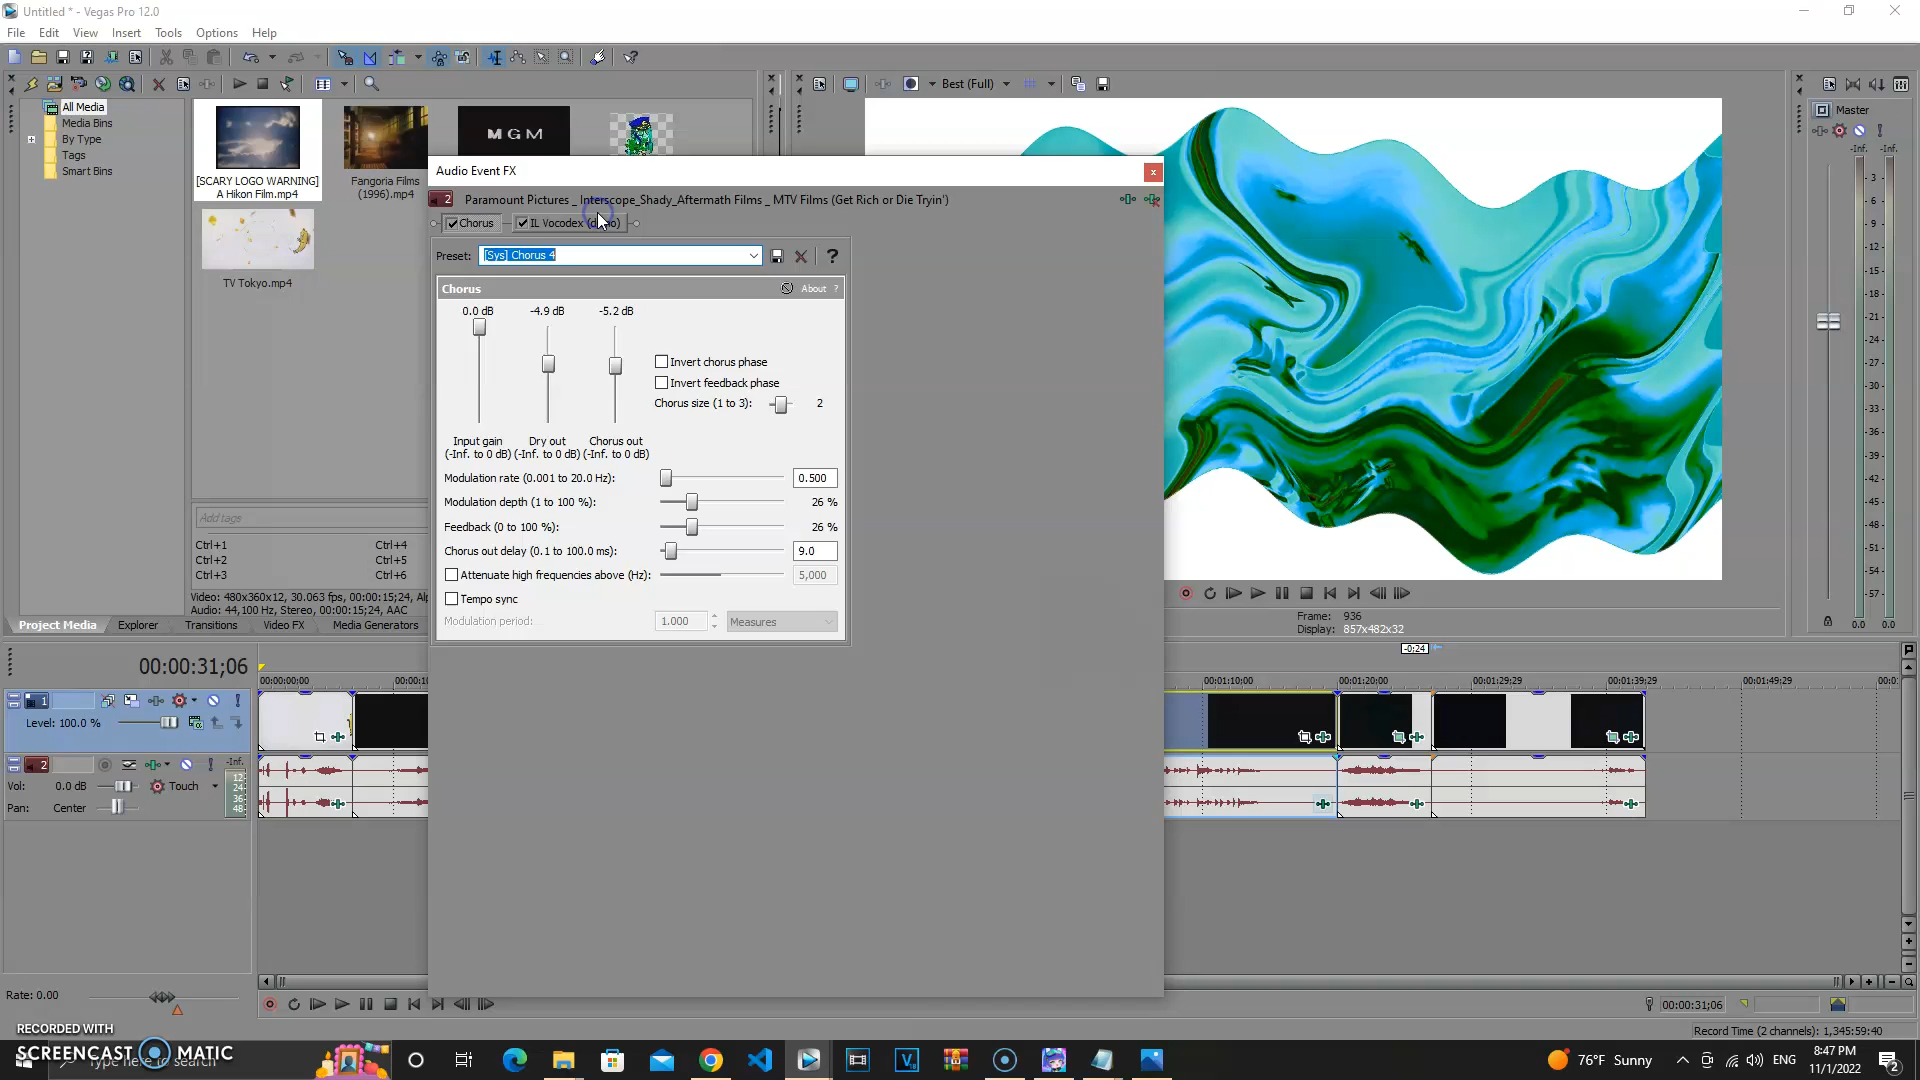 Untitled * - Vegas Pro 12.0
File Edit View Insert Tools Options Help
Best (Full)
All Media
Media Bins
By Type
Tags
Smart Bins
MGM
[SCARY LOGO WARNING]
A Hikon Film.mp4
Fangoria Films
(1996).mp4
TV Tokyo.mp4
Add tags
Ctrl+1 Ctrl+4
Ctrl+2 Ctrl+5
Ctrl+3 Ctrl+6
Video: 480x360x12, 30.063 fps, 00:00:15;24, Alp
Audio: 44,100 Hz, Stereo, 00:00:15;24, AAC
Project Media Explorer Transitions Video FX Media Generators
Audio Event FX
2 Paramount Pictures _ Interscope_Shady_Aftermath Films _ MTV Films (Get Rich or Die Tryin')
Chorus IL Vocodex
Preset: [Sys] Chorus 4
Chorus About ?
0.0 dB -4.9 dB -5.2 dB
Invert chorus phase
Invert feedback phase
Chorus size (1 to 3): 2
Input gain Dry out Chorus out
(-Inf. to 0 dB) (-Inf. to 0 dB) (-Inf. to 0 dB)
Modulation rate (0.001 to 20.0 Hz): 0.500
Modulation depth (1 to 100 %): 26 %
Feedback (0 to 100 %): 26 %
Chorus out delay (0.1 to 100.0 ms): 9.0
Attenuate high frequencies above (Hz): 5,000
Tempo sync
Modulation period: 1.000 Measures
Master
-Inf. -Inf.
3
6
9
12
15
18
21
24
27
30
33
36
39
42
45
48
51
54
57
0.0 0.0
Frame: 936
Display: 857x482x32
-0:24
00:00:31;06
00:00:00;00 00:00:10 00:01:10;00 00:01:20;00 00:01:29;29 00:01:39;29 00:01:49;29 00:0
1
Level: 100.0 %
2
-Inf.
12
24
36
48
Vol: 0.0 dB Touch
Pan: Center
Rate: 0.00
00:00:31;06
Record Time (2 channels): 1,345:59:40
RECORDED WITH
SCREENCAST MATIC
Type here to search
76°F Sunny
ENG
8:47 PM
11/1/2022
2